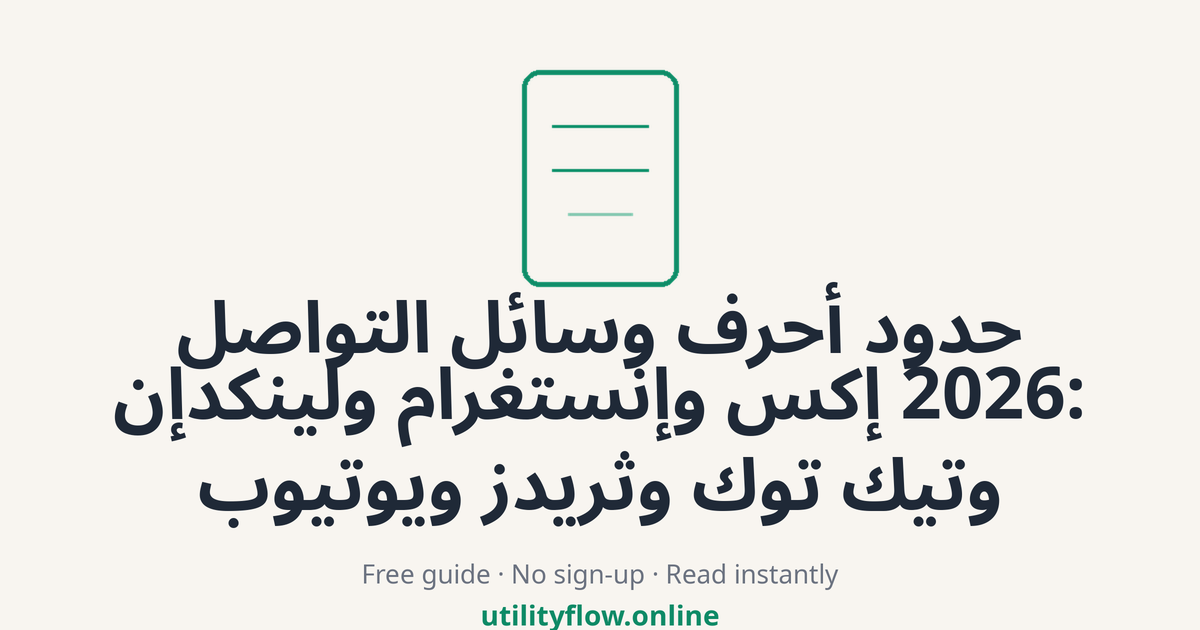 حدود أحرف وسائل التواصل
2026: إكس وإنستغرام ولينكدإن
وتيك توك وثريدز ويوتيوب
Free guide · No sign-up · Read instantly
utilityflow.online